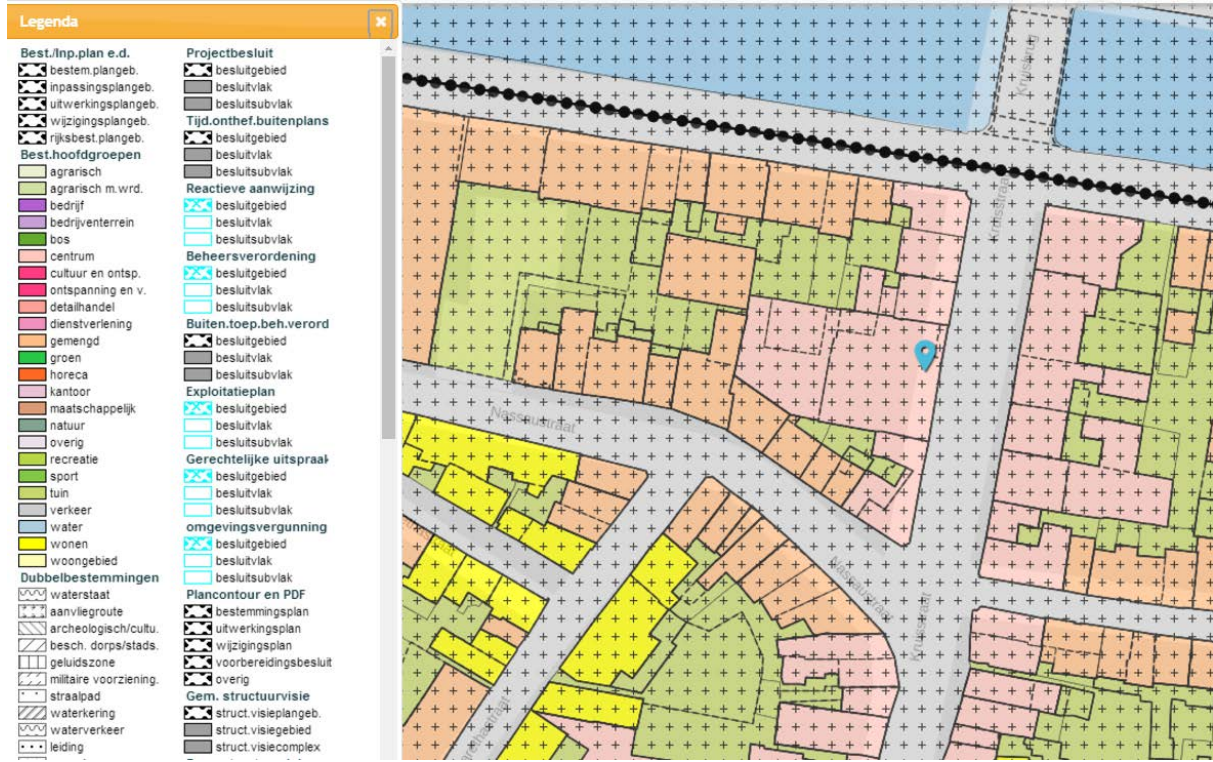 Legenda
Best./Inp.plan e.d.
bestem.plangeb.
inpassingsplangeb.
uitwerkingsplangeb.
wijzigingsplangeb.
rijksbest.plangeb.
Best.hoofdgroepen
agrarisch
agrarisch m.wrd.
bedrijf
bedrijventerrein
bos
centrum
cultuur en ontsp.
ontspanning en v.
detailhandel
dienstverlening
gemengd
groen
horeca
kantoor
maatschappelijk
natuur
overig
recreatie
sport
tuin
verkeer
water
wonen
woongebied
Dubbelbestemmingen
waterstaat
aanvliegroute
archeologisch/cultu.
besch. dorps/stads.
geluidszone
militaire voorziening.
straalpad
waterkering
waterverkeer
leiding
Projectbesluit
besluitgebied
besluitvlak
besluitsubvlak
Tijd.onthef.buitenplans
besluitgebied
besluitvlak
besluitsubvlak
Reactieve aanwijzing
besluitgebied
besluitvlak
besluitsubvlak
Beheersverordening
besluitgebied
besluitvlak
besluitsubvlak
Buiten.toep.beh.verord
besluitgebied
besluitvlak
besluitsubvlak
Exploitatieplan
besluitgebied
besluitvlak
besluitsubvlak
Gerechtelijke uitspraak
besluitgebied
besluitvlak
besluitsubvlak
omgevingsvergunning
besluitgebied
besluitvlak
besluitsubvlak
Plancontour en PDF
bestemmingsplan
uitwerkingsplan
wijzigingsplan
voorbereidingsbesluit
overig
Gem. structuurvisie
struct.visieplangeb.
struct.visiegebied
struct.visiecomplex
Kruisbrug
Kruisstraat
Nassaustraat
Nassaustraat
Kruisstraat